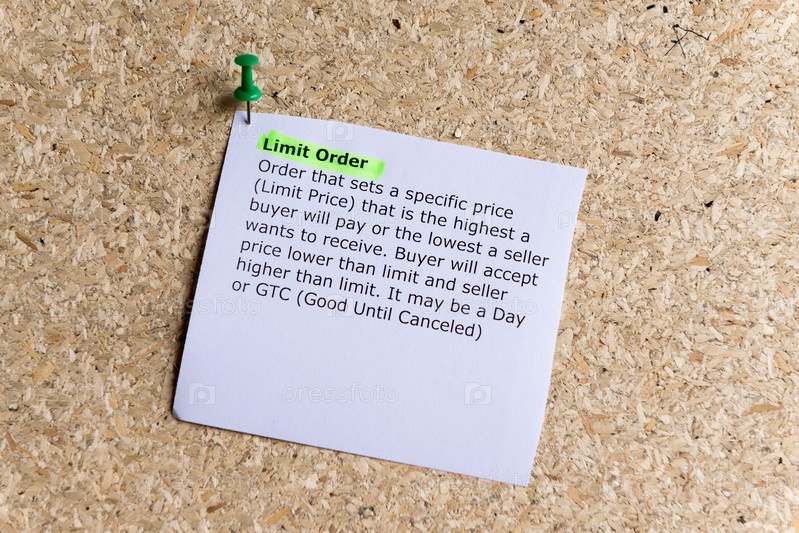 Limit Order
Order that sets a specific price
(Limit Price) that is the highest a
buyer will pay or the lowest a seller
wants to receive. Buyer will accept
price lower than limit and seller
higher than limit. It may be a Day
or GTC (Good Until Canceled)
pressfoto
pressfoto